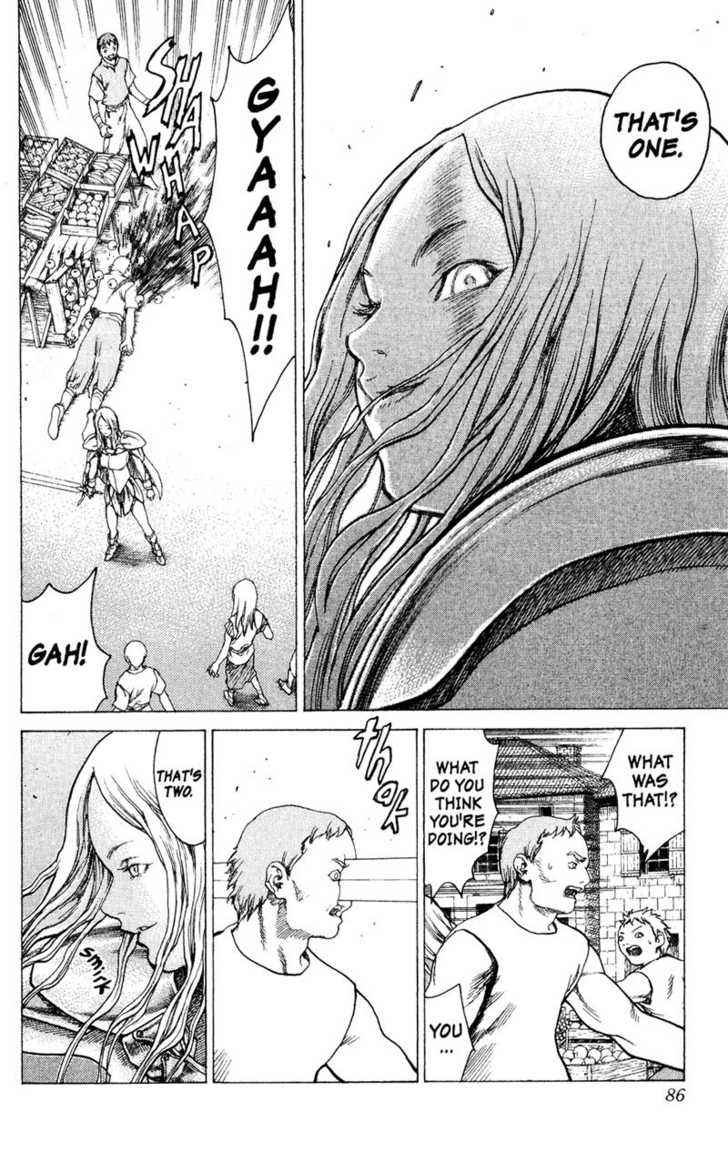 THAT'S
ONE.
GYAAAH!!
SHA
WHAP
GAH!
WHAT
WAS
THAT!?
WHAT
DO YOU
THINK
YOU'RE
DOING!?
YOU
...
thok
THAT'S
TWO.
smirk
86